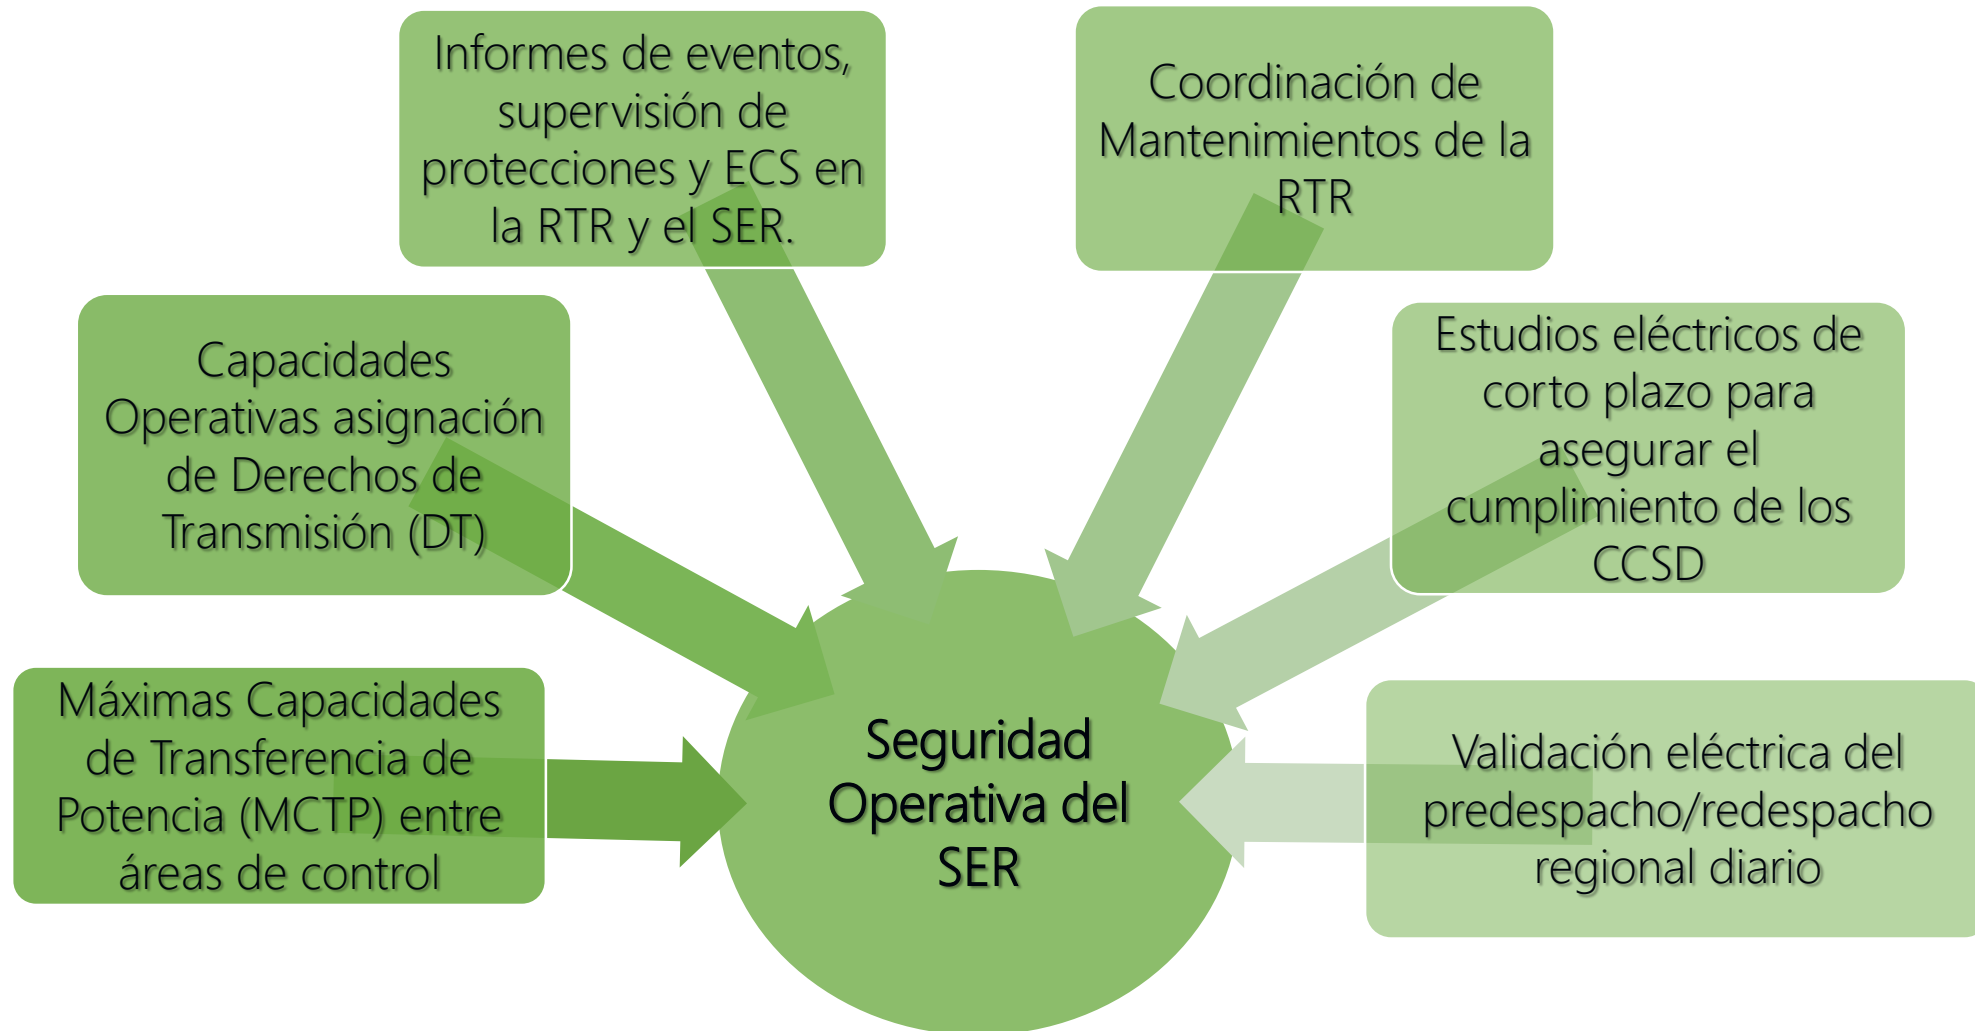 Informes de eventos,
supervisión de
protecciones y ECS en
la RTR y el SER.
Coordinación de
Mantenimientos de la
RTR
Capacidades
Operativas asignación
de Derechos de
Transmisión (DT)
Estudios eléctricos de
corto plazo para
asegurar el
cumplimiento de los
CCSD
Máximas Capacidades
de Transferencia de
Potencia (MCTP) entre
áreas de control
Seguridad
Operativa del
SER
Validación eléctrica del
predespacho/redespacho
regional diario